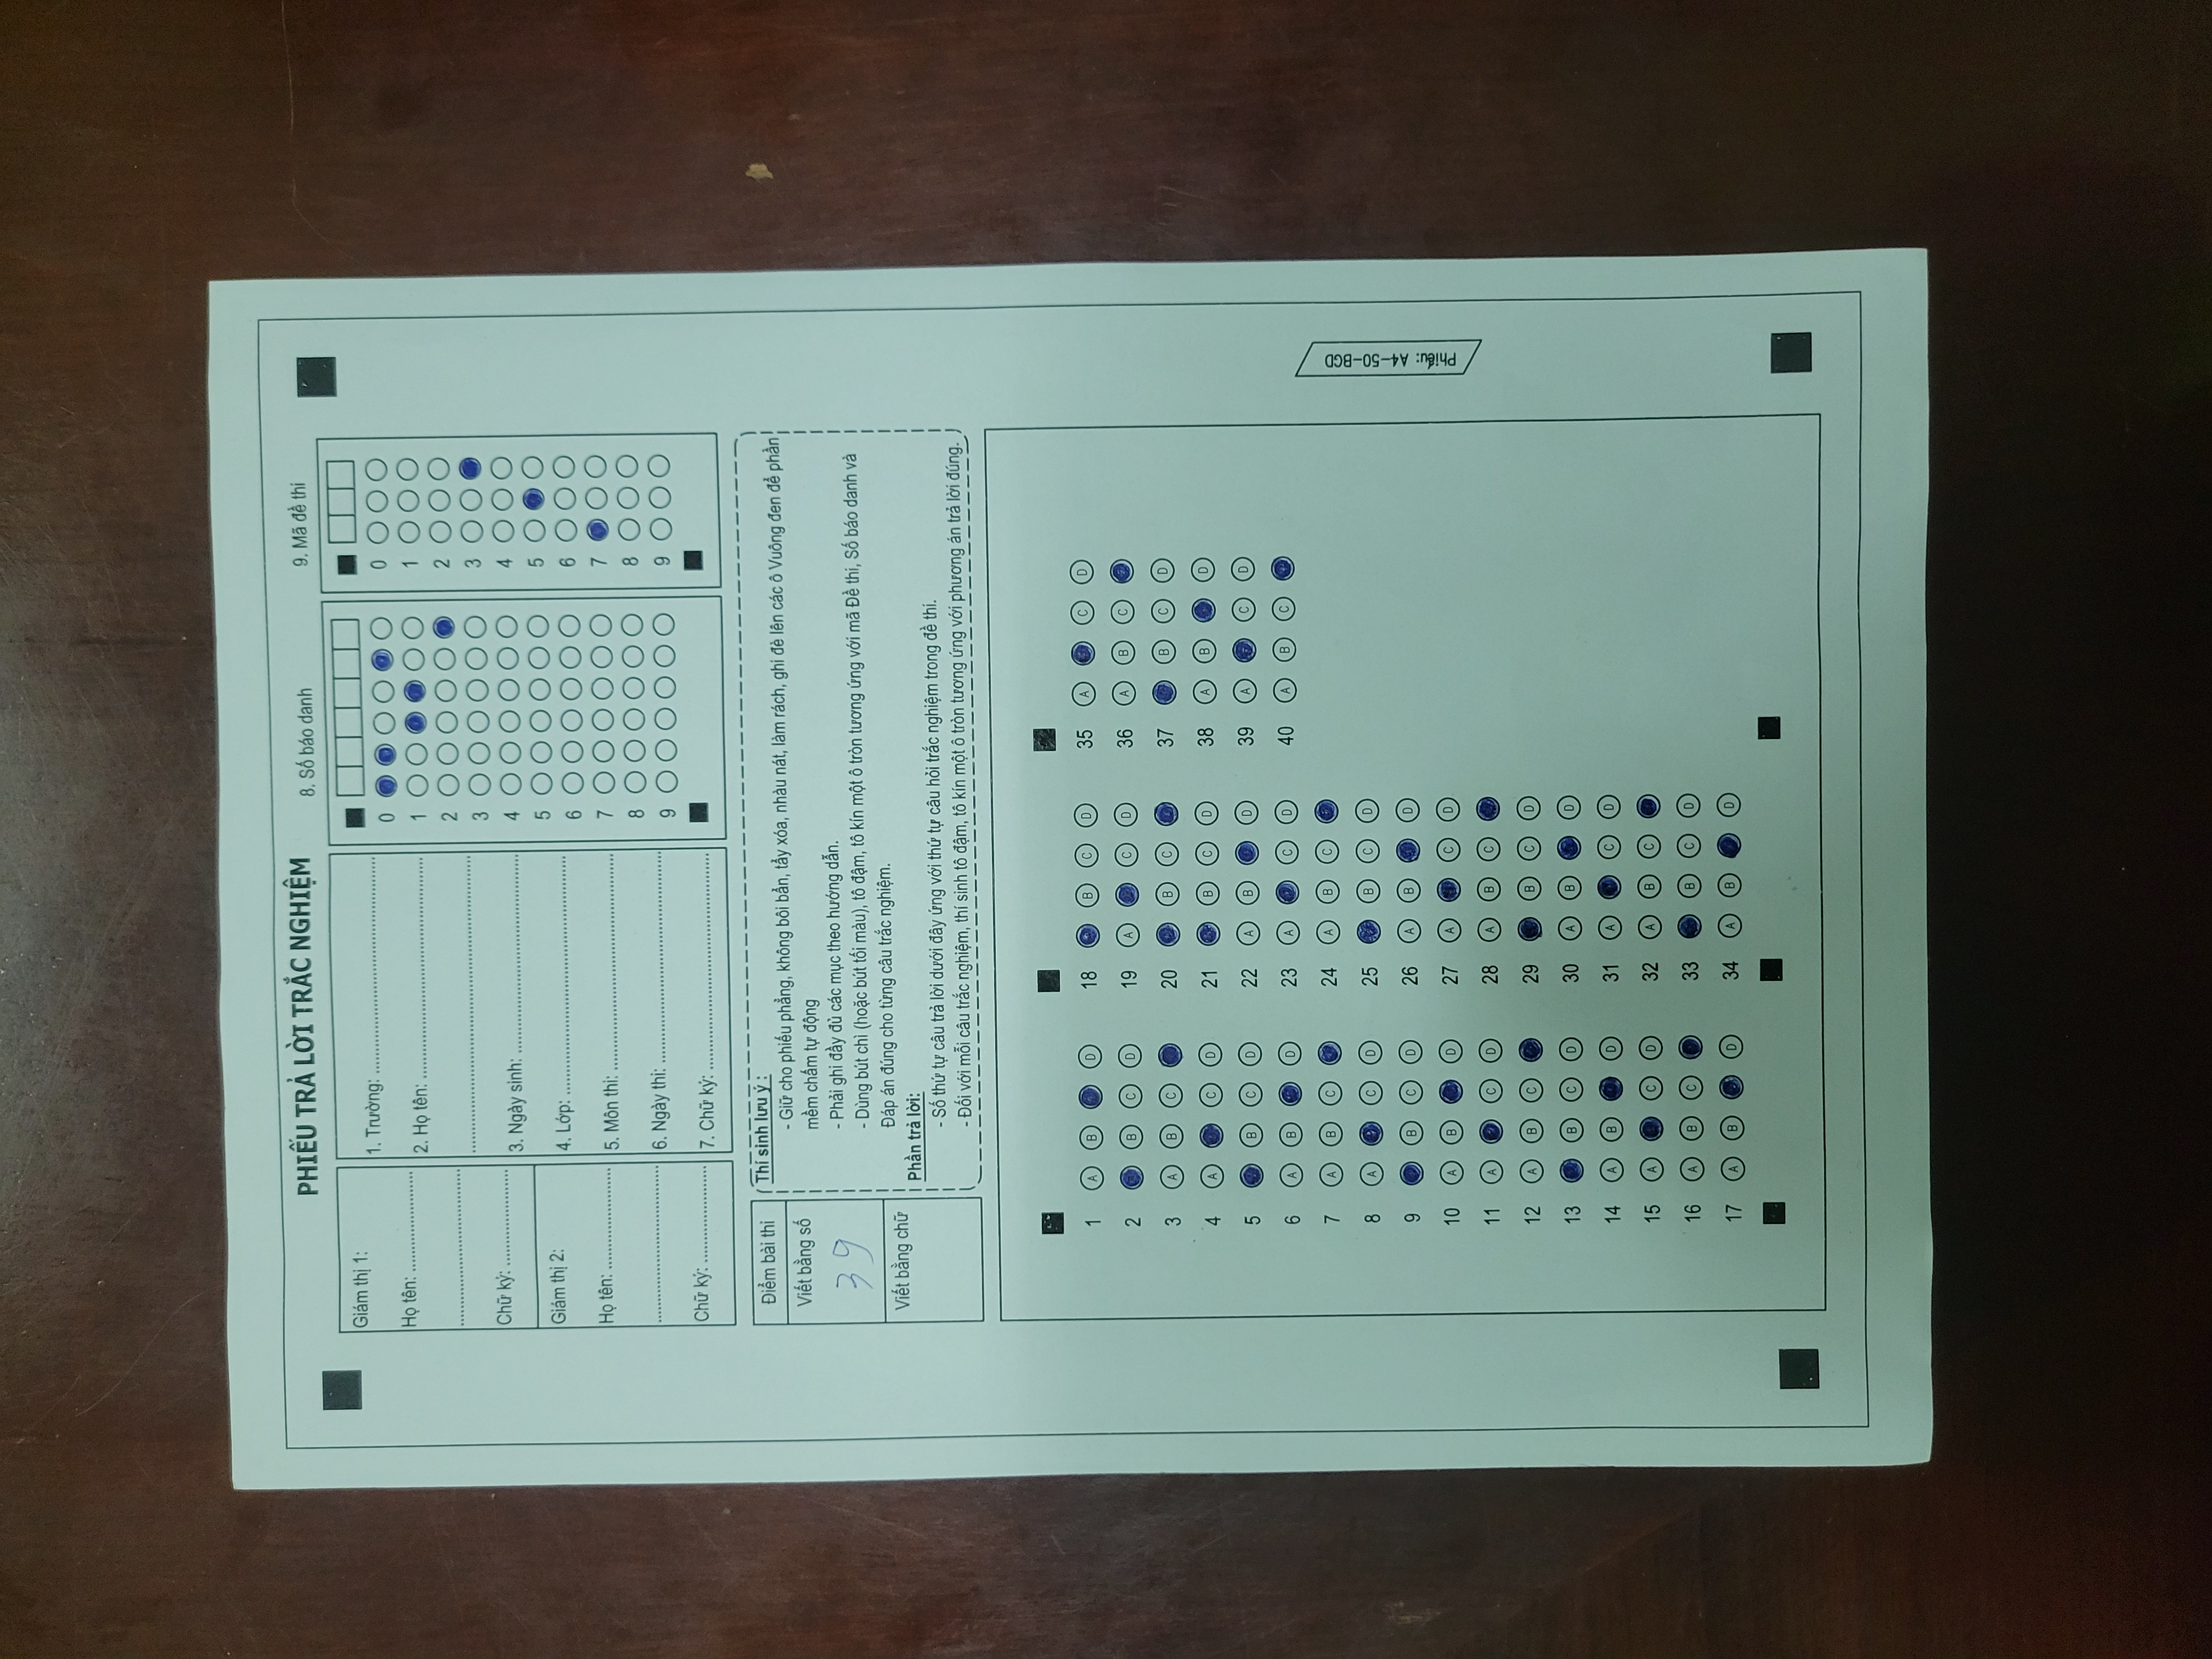 PHIẾU TRẢ LỜI TRẮC NGHIỆM
8. Số báo danh
9. Mã đề thi
Giám thị 1:
Họ tên: ......................
......................
Chữ ký: ......................
Giám thị 2:
Họ tên: ......................
......................
Chữ ký: ......................
1. Trường: ......................
2. Họ tên: ......................
......................
3. Ngày sinh: ......................
4. Lớp: ......................
5. Môn thi: ......................
6. Ngày thi: ......................
7. Chữ ký: ......................
0
1
2
3
4
5
6
7
8
9
0
1
2
3
4
5
6
7
8
9
Điểm bài thi
Viết bằng số
39
Viết bằng chữ
Thí sinh lưu ý :
- Giữ cho phiếu phẳng, không bôi bẩn, tẩy xóa, nhàu nát, làm rách, ghi đè lên các ô Vuông đen để phần
mềm chấm tự động
- Phải ghi đầy đủ các mục theo hướng dẫn.
- Dùng bút chì (hoặc bút tối màu), tô đậm, tô kín một ô tròn tương ứng với mã Đề thi, Số báo danh và
Đáp án đúng cho từng câu trắc nghiệm.
Phần trả lời:
- Số thứ tự câu trả lời dưới đây ứng với thứ tự câu hỏi trắc nghiệm trong đề thi.
- Đối với mỗi câu trắc nghiệm, thí sinh tô đậm, tô kín một ô tròn tương ứng với phương án trả lời đúng.
1 A B D
2 B C D
3 A B C
4 A C D
5 B C D
6 A B D
7 A B C
8 A C D
9 B C D
10 A B D
11 A C D
12 A B C
13 B C D
14 A B D
15 A C D
16 A B C
17 A B D
18 B C D
19 A C D
20 B C
21 B C D
22 A B D
23 A C D
24 A B C
25 B C D
26 A B D
27 A C D
28 A B C
29 B C D
30 A B D
31 A C D
32 A B C
33 B C D
34 A B D
35 A C D
36 A B C
37 B C D
38 A B D
39 A C D
40 A B C
Phiếu: A4-50-BGD